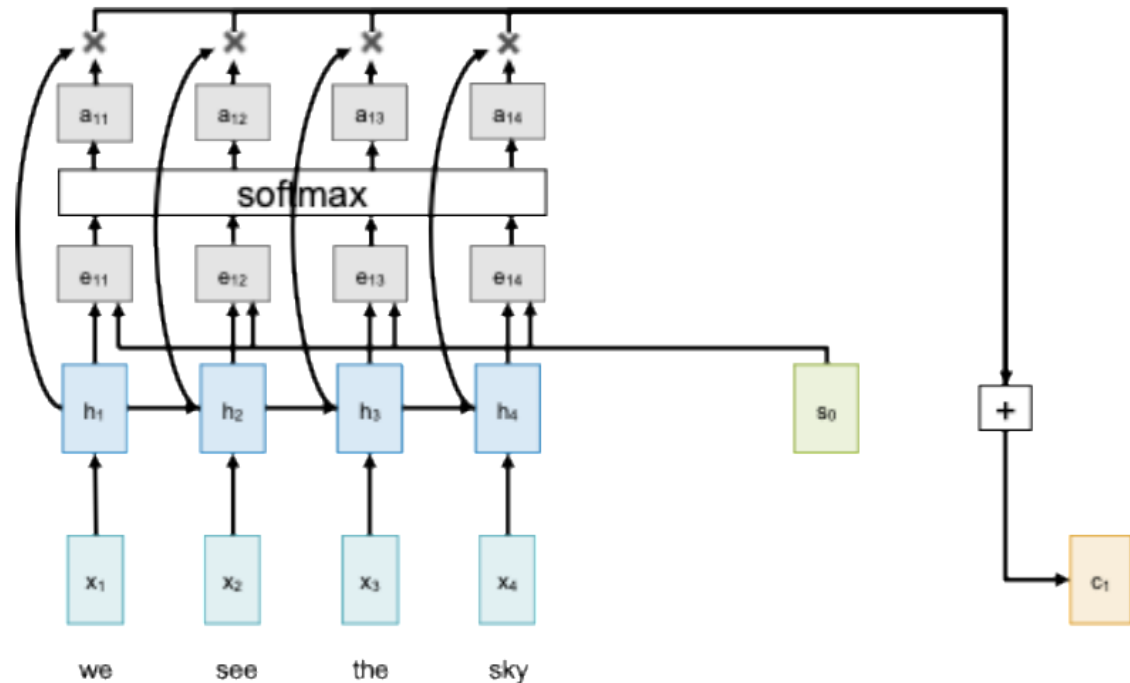 a₁₁ a₁₂ a₁₃ a₁₄
softmax
e₁₁ e₁₂ e₁₃ e₁₄
h₁ h₂ h₃ h₄ s₀ +
x₁ x₂ x₃ x₄ c₁
we see the sky